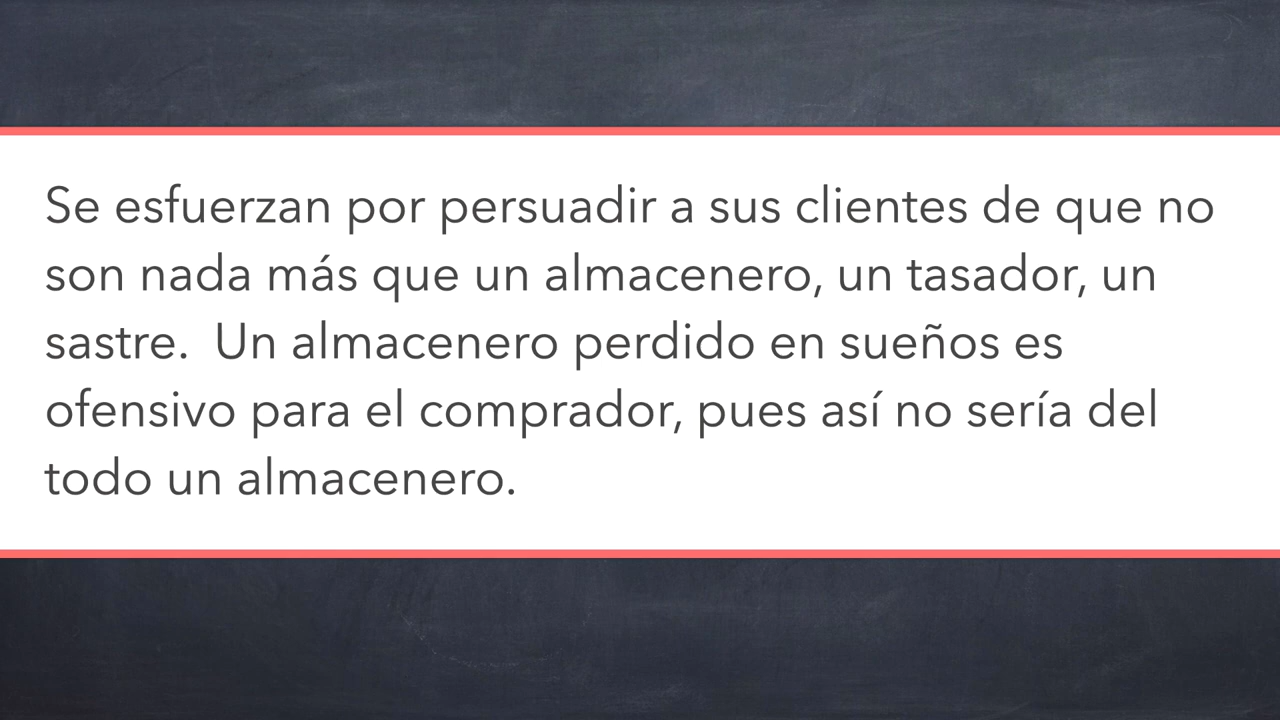 Se esfuerzan por persuadir a sus clientes de que no
son nada más que un almacenero, un tasador, un
sastre.  Un almacenero perdido en sueños es
ofensivo para el comprador, pues así no sería del
todo un almacenero.